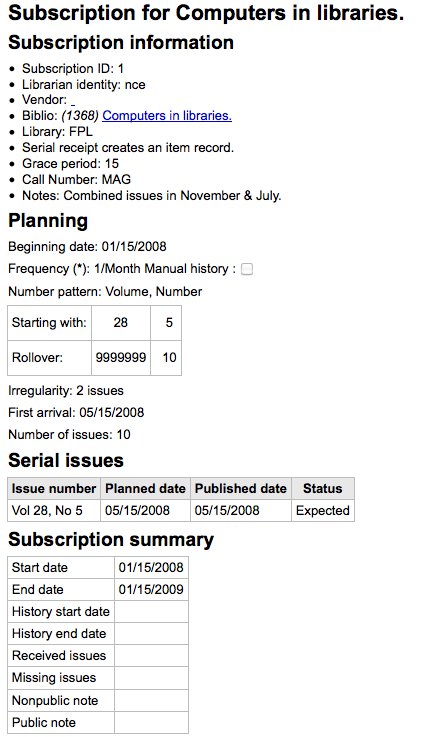 Subscription for Computers in libraries.
Subscription information
• Subscription ID: 1
• Librarian identity: nce
• Vendor: _
• Biblio: (1368) Computers in libraries.
• Library: FPL
• Serial receipt creates an item record.
• Grace period: 15
• Call Number: MAG
• Notes: Combined issues in November & July.
Planning
Beginning date: 01/15/2008
Frequency (*): 1/Month Manual history :
Number pattern: Volume, Number
Starting with: 28 5
Rollover: 9999999 10
Irregularity: 2 issues
First arrival: 05/15/2008
Number of issues: 10
Serial issues
Issue number Planned date Published date Status
Vol 28, No 5 05/15/2008 05/15/2008 Expected
Subscription summary
Start date 01/15/2008
End date 01/15/2009
History start date
History end date
Received issues
Missing issues
Nonpublic note
Public note